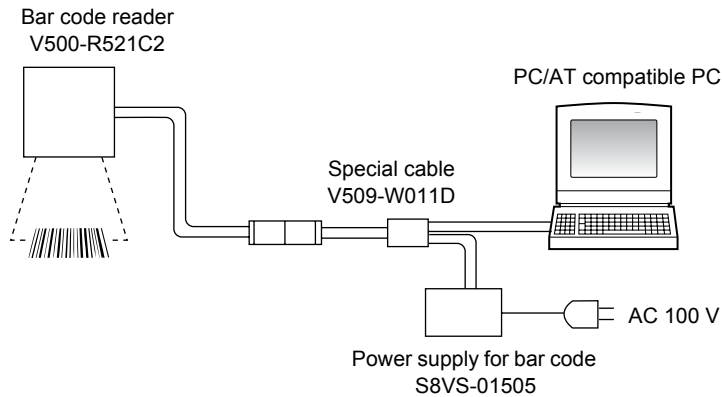 Bar code reader
V500-R521C2
PC/AT compatible PC
Special cable
V509-W011D
AC 100 V
Power supply for bar code
S8VS-01505